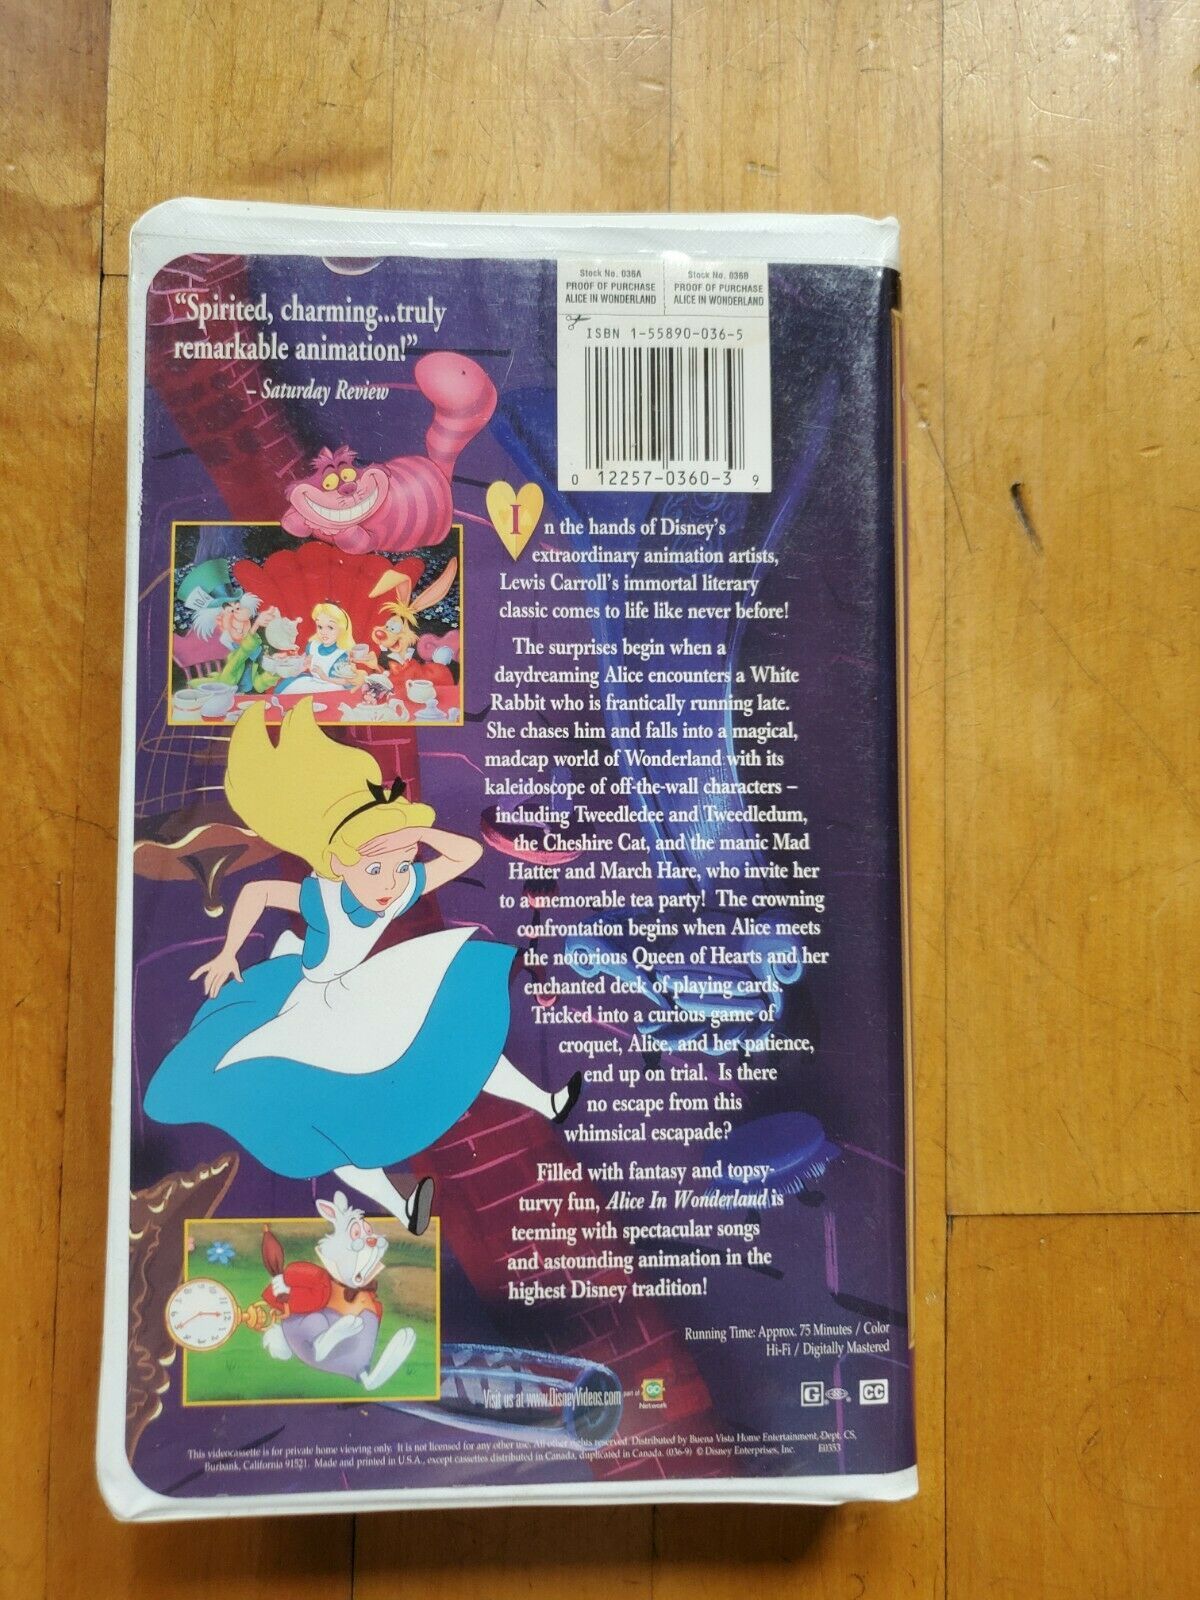 "Spirited, charming...truly
remarkable animation!"
– Saturday Review
Stock No. 036A
PROOF OF PURCHASE
ALICE IN WONDERLAND
Stock No. 036B
PROOF OF PURCHASE
ALICE IN WONDERLAND
ISBN 1-55890-036-5
0 12257-0360-3 9
In the hands of Disney's
extraordinary animation artists,
Lewis Carroll's immortal literary
classic comes to life like never before!
The surprises begin when a
daydreaming Alice encounters a White
Rabbit who is frantically running late.
She chases him and falls into a magical,
madcap world of Wonderland with its
kaleidoscope of off-the-wall characters –
including Tweedledee and Tweedledum,
the Cheshire Cat, and the manic Mad
Hatter and March Hare, who invite her
to a memorable tea party! The crowning
confrontation begins when Alice meets
the notorious Queen of Hearts and her
enchanted deck of playing cards.
Tricked into a curious game of
croquet, Alice, and her patience,
end up on trial. Is there
no escape from this
whimsical escapade?
Filled with fantasy and topsy-
turvy fun, Alice In Wonderland is
teeming with spectacular songs
and astounding animation in the
highest Disney tradition!
Running Time: Approx. 75 Minutes / Color
Hi-Fi / Digitally Mastered
Visit us at www.DisneyVideos.com part of GO Network
G CC
This videocassette is for private home viewing only. It is not licensed for any other use. All other rights reserved. Distributed by Buena Vista Home Entertainment, Dept. CS,
Burbank, California 91521. Made and printed in U.S.A., except cassettes distributed in Canada, duplicated in Canada. (036-9) © Disney Enterprises, Inc. E0353